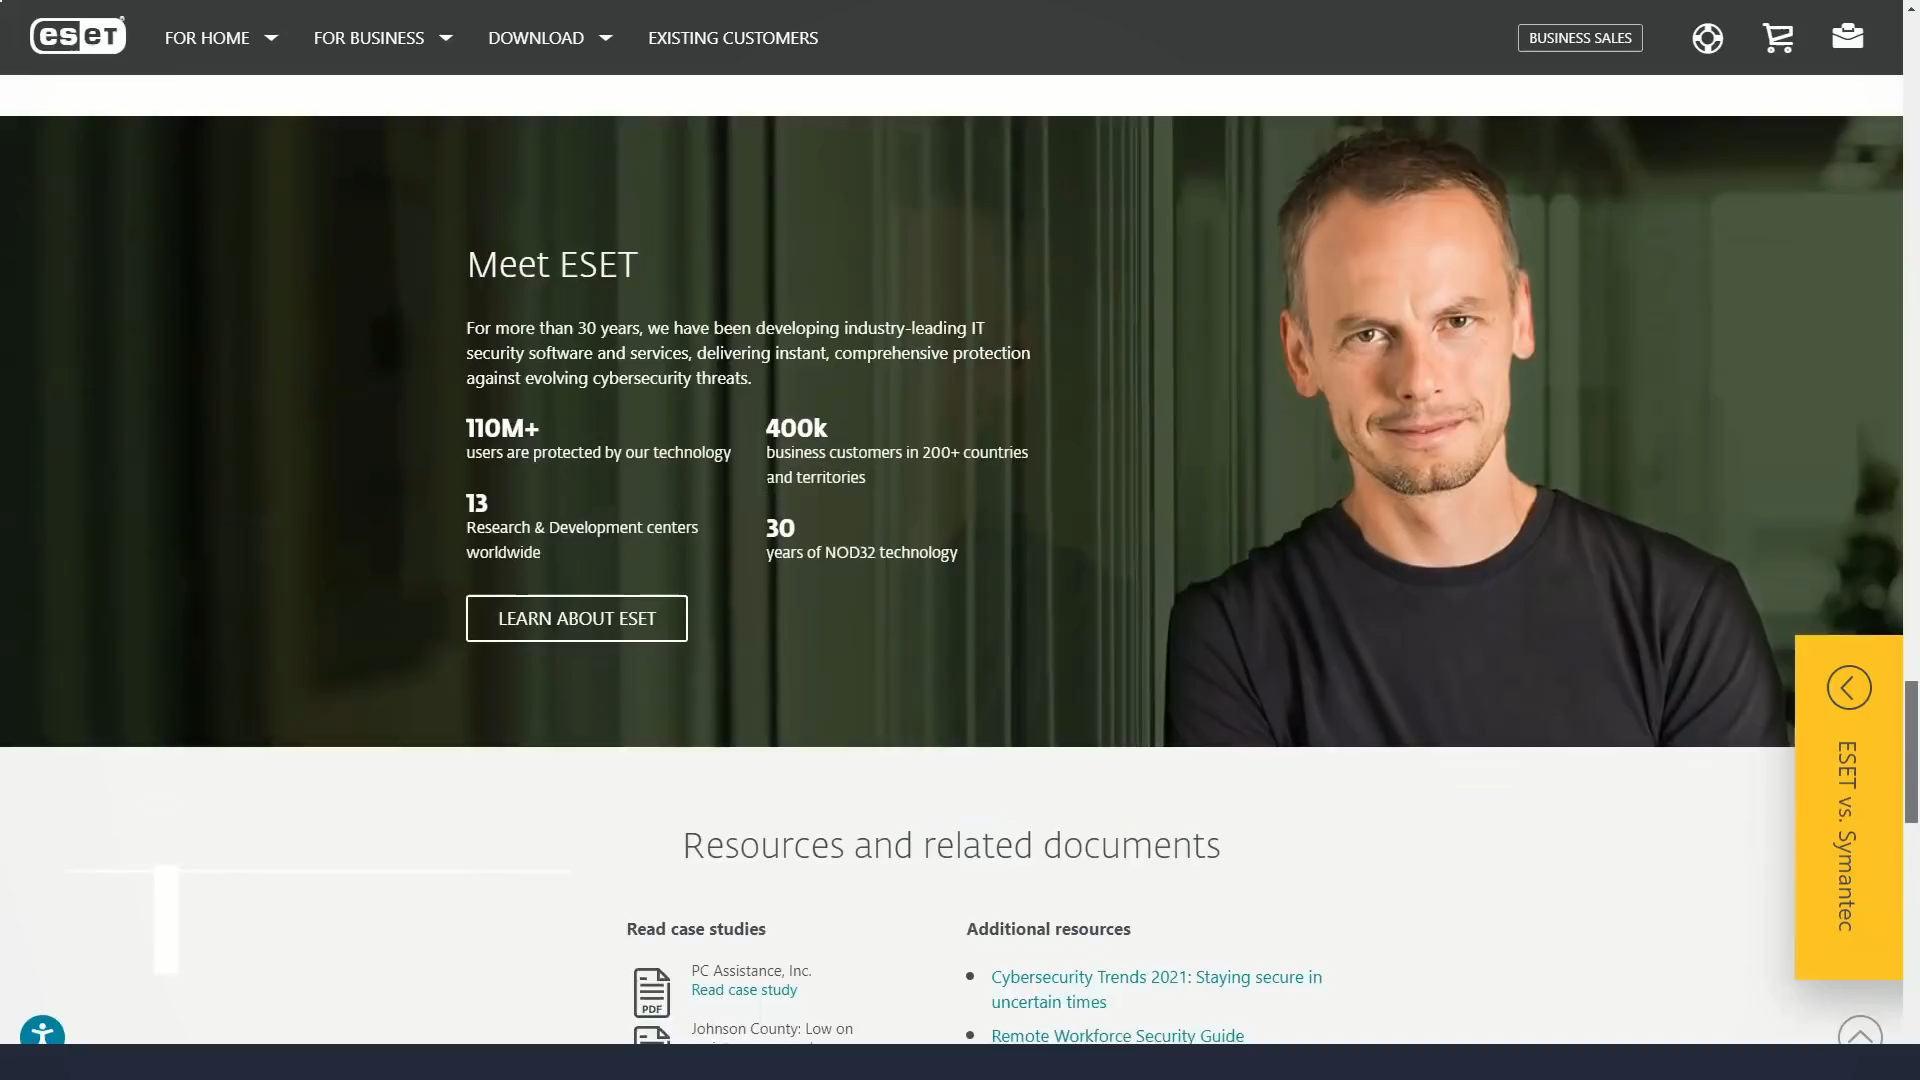 eseT
FOR HOME
FOR BUSINESS
DOWNLOAD
EXISTING CUSTOMERS
BUSINESS SALES
Meet ESET
For more than 30 years, we have been developing industry-leading IT
security software and services, delivering instant, comprehensive protection
against evolving cybersecurity threats.
110M+
users are protected by our technology
400k
business customers in 200+ countries
and territories
13
Research & Development centers
worldwide
30
years of NOD32 technology
LEARN ABOUT ESET
ESET vs. Symantec
Resources and related documents
Read case studies
PDF
PC Assistance, Inc.
Read case study
Johnson County: Low on
Additional resources
Cybersecurity Trends 2021: Staying secure in
uncertain times
Remote Workforce Security Guide